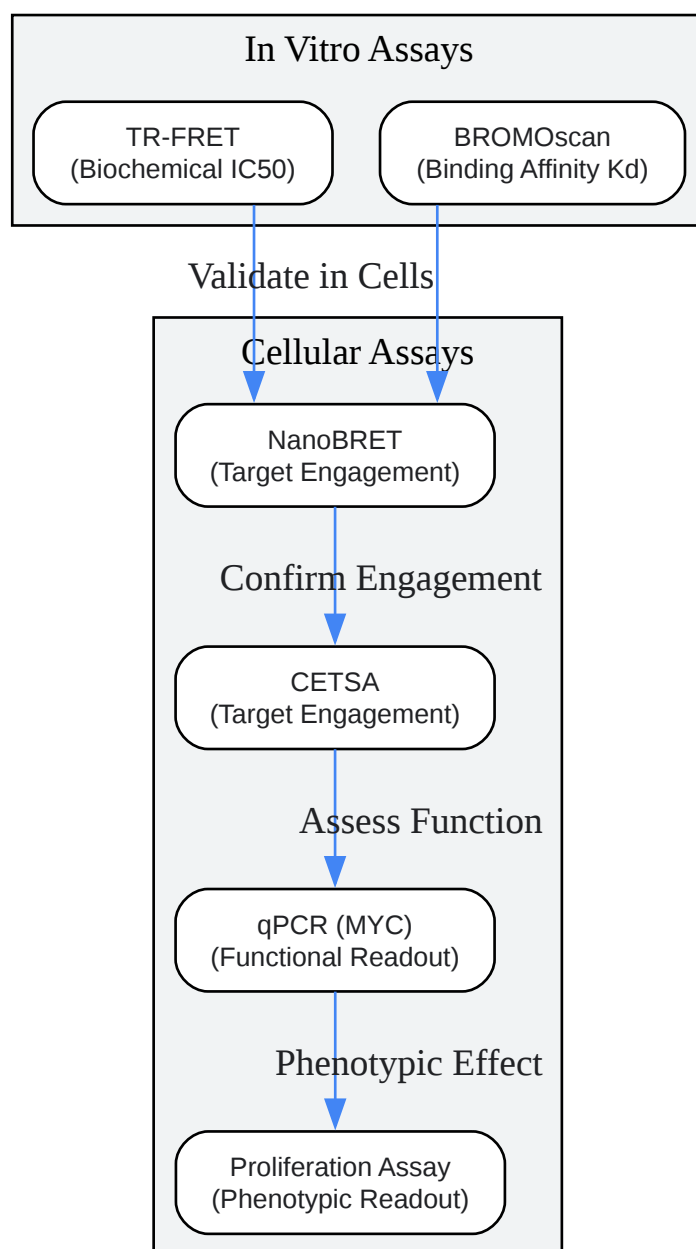 In Vitro Assays
TR-FRET
(Biochemical IC50)
BROMOscan
(Binding Affinity Kd)
Validate in Cells
Cellular Assays
NanoBRET
(Target Engagement)
Confirm Engagement
CETSA
(Target Engagement)
Assess Function
qPCR (MYC)
(Functional Readout)
Phenotypic Effect
Proliferation Assay
(Phenotypic Readout)